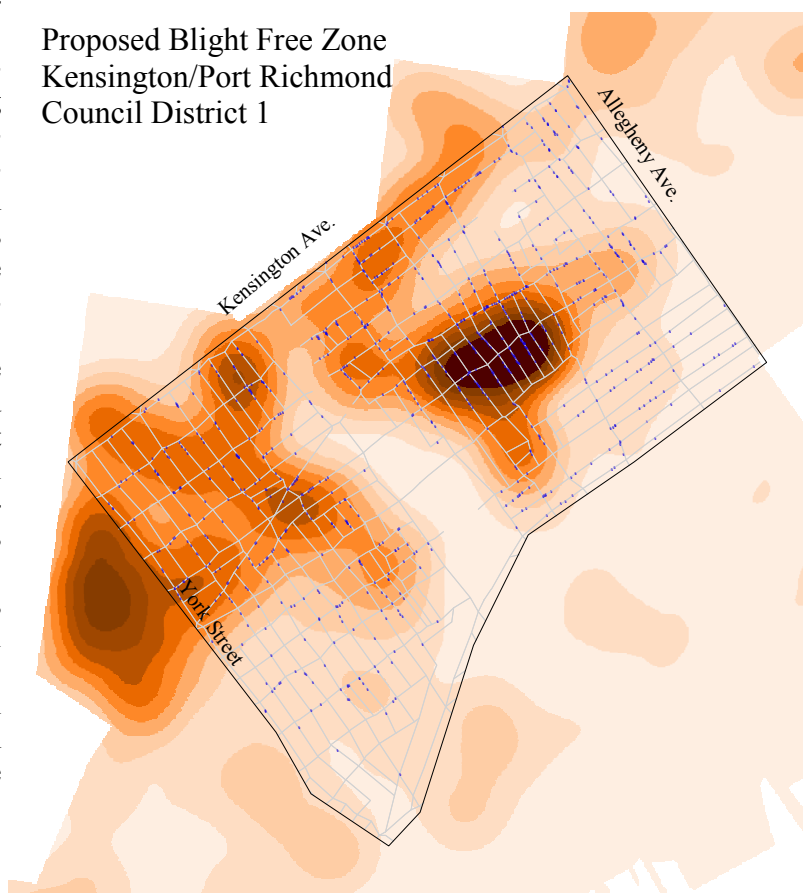 Proposed Blight Free Zone
Kensington/Port Richmond
Council District 1
Allegheny Ave.
Kensington Ave.
York Street